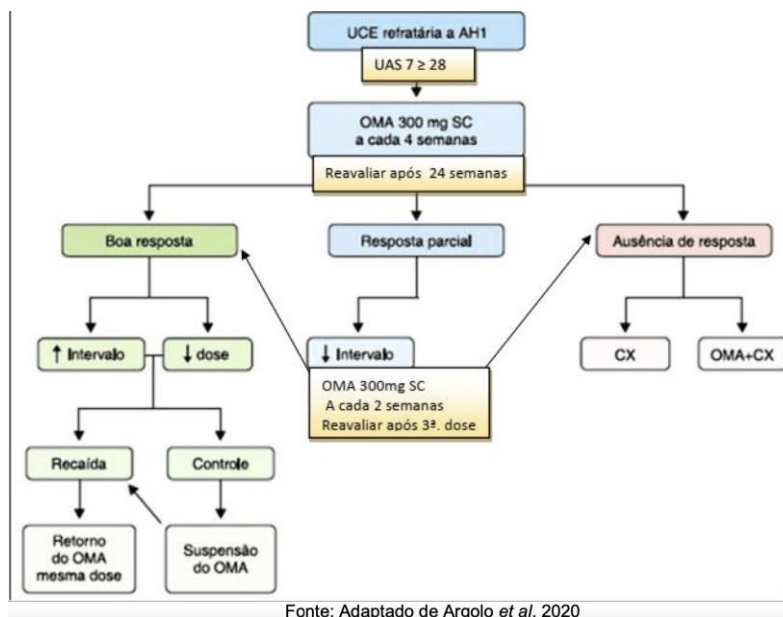 UCE refratária a AH1
UAS 7 ≥ 28
OMA 300 mg SC
a cada 4 semanas
Reavaliar após 24 semanas
Boa resposta
Resposta parcial
Ausência de resposta
↑ Intervalo
↓ dose
↓ Intervalo
CX
OMA+CX
OMA 300mg SC
A cada 2 semanas
Reavaliar após 3ª. dose
Recaída
Controle
Retorno
do OMA
mesma dose
Suspensão
do OMA
Fonte: Adaptado de Argolo et al. 2020